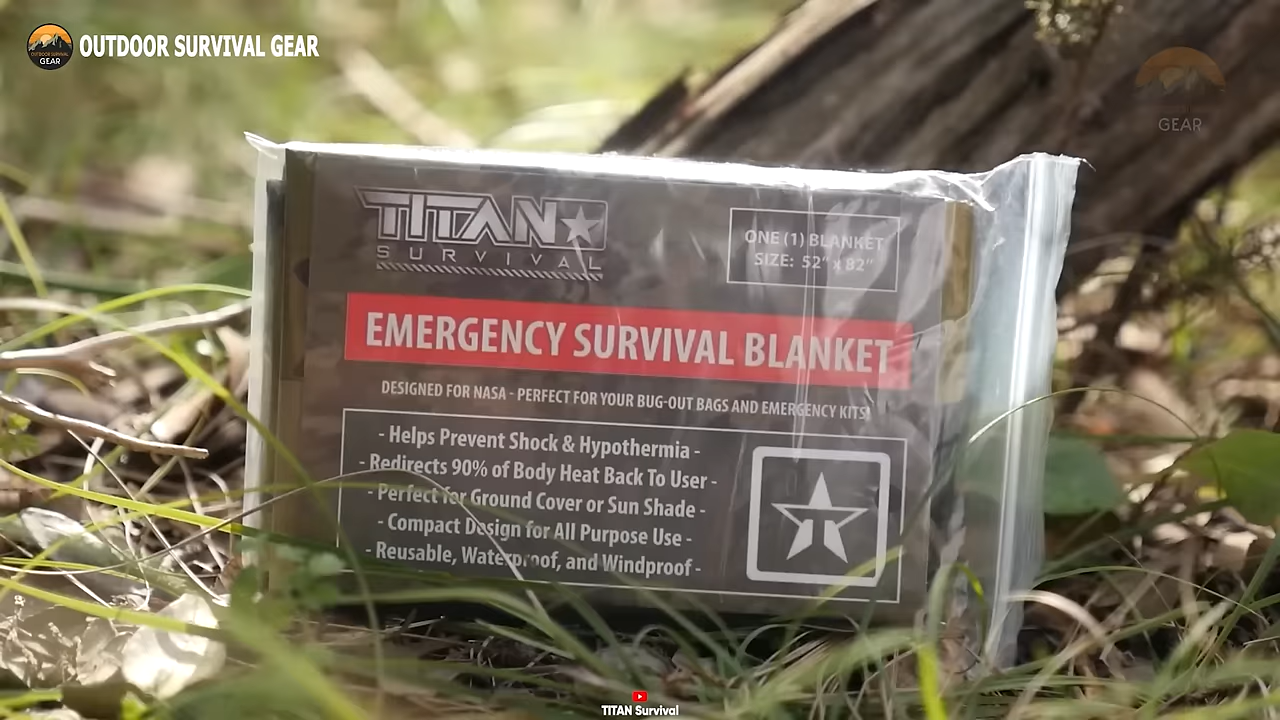 OUTDOOR SURVIVAL GEAR
OUTDOOR SURVIVAL
GEAR
GEAR
TITAN
SURVIVAL
ONE (1) BLANKET
SIZE: 52” x 82”
EMERGENCY SURVIVAL BLANKET
DESIGNED FOR NASA - PERFECT FOR YOUR BUG-OUT BAGS AND EMERGENCY KITS!
- Helps Prevent Shock & Hypothermia -
- Redirects 90% of Body Heat Back To User -
- Perfect for Ground Cover or Sun Shade -
- Compact Design for All Purpose Use -
- Reusable, Waterproof, and Windproof -
TITAN Survival